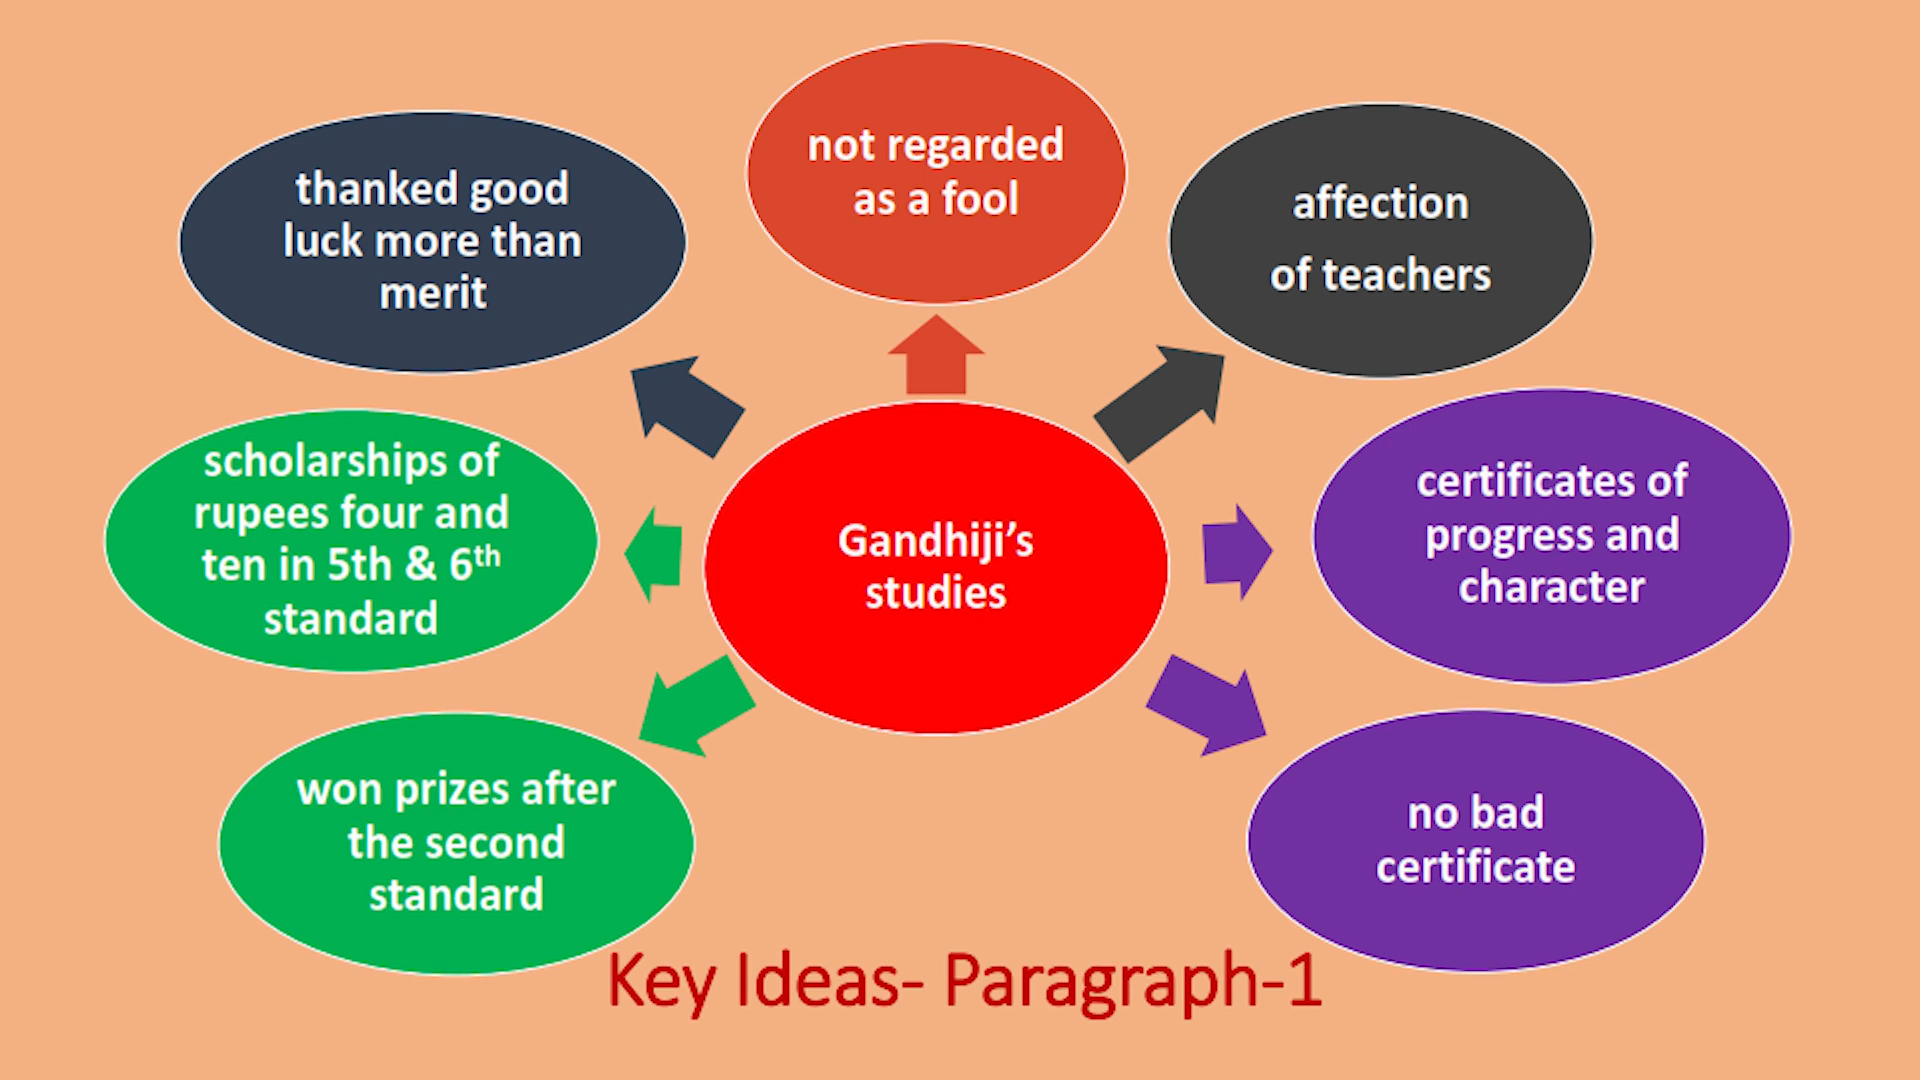 not regarded
as a fool
affection
of teachers
certificates of
progress and
character
no bad
certificate
won prizes after
the second
standard
scholarships of
rupees four and
ten in 5th & 6th
standard
thanked good
luck more than
merit
Gandhiji’s
studies
Key Ideas- Paragraph-1